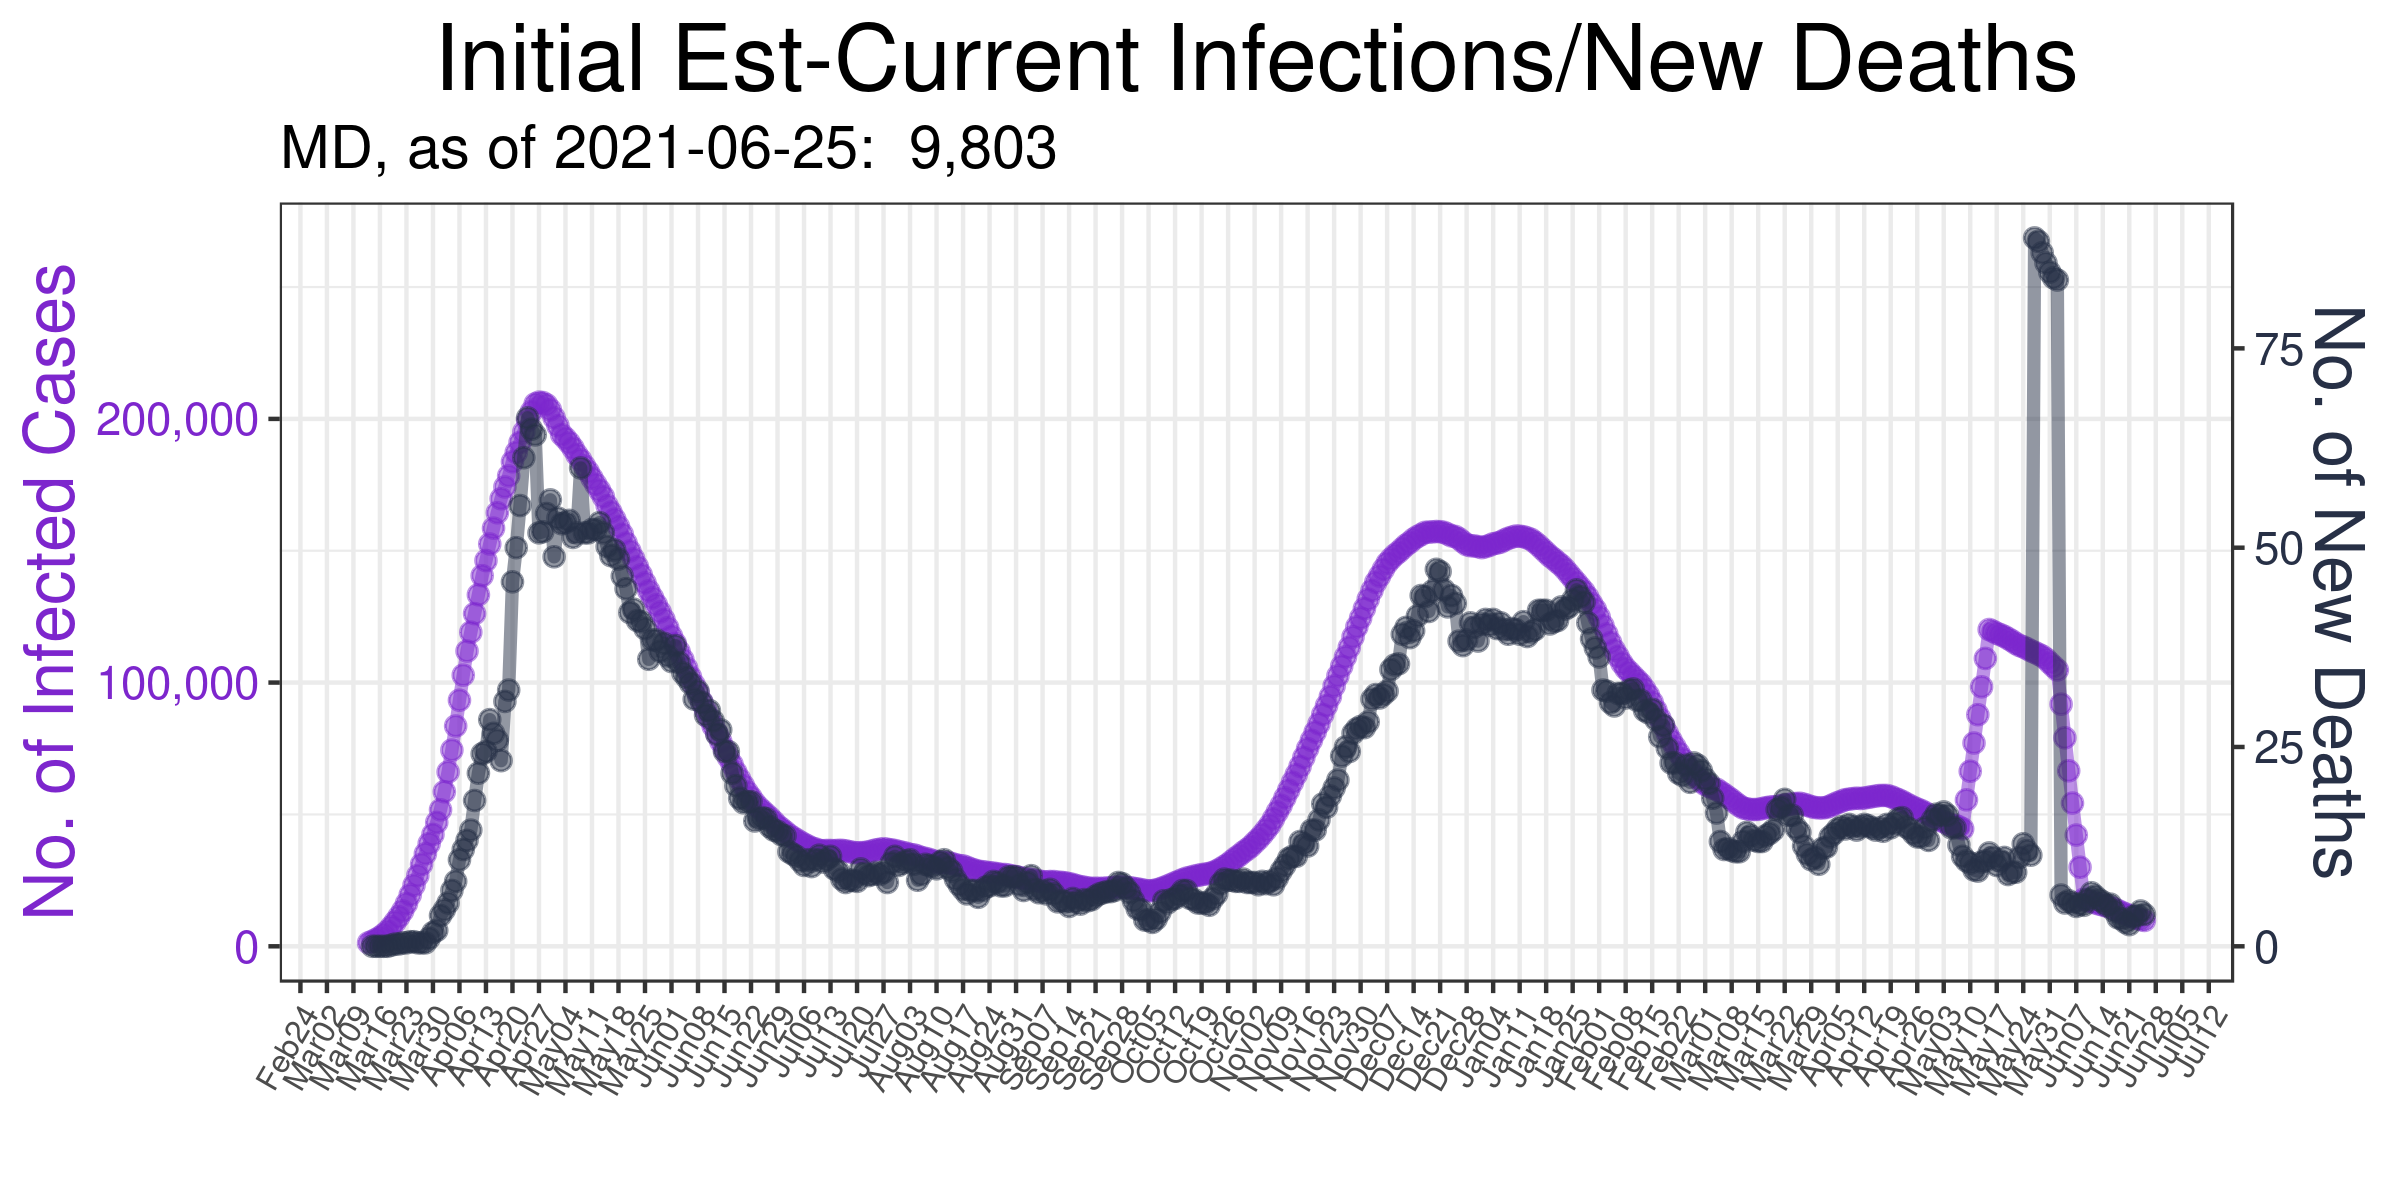 Initial Est-Current Infections/New Deaths
MD, as of 2021-06-25:  9,803
No. of Infected Cases
200,000
100,000
0
No. of New Deaths
75
50
25
0
Feb24
Mar02
Mar09
Mar16
Mar23
Mar30
Apr06
Apr13
Apr20
Apr27
May04
May11
May18
May25
Jun01
Jun08
Jun15
Jun22
Jun29
Jul06
Jul13
Jul20
Jul27
Aug03
Aug10
Aug17
Aug24
Aug31
Sep07
Sep14
Sep21
Sep28
Oct05
Oct12
Oct19
Oct26
Nov02
Nov09
Nov16
Nov23
Nov30
Dec07
Dec14
Dec21
Dec28
Jan04
Jan11
Jan18
Jan25
Feb01
Feb08
Feb15
Feb22
Mar01
Mar08
Mar15
Mar22
Mar29
Apr05
Apr12
Apr19
Apr26
May03
May10
May17
May24
May31
Jun07
Jun14
Jun21
Jun28
Jul05
Jul12